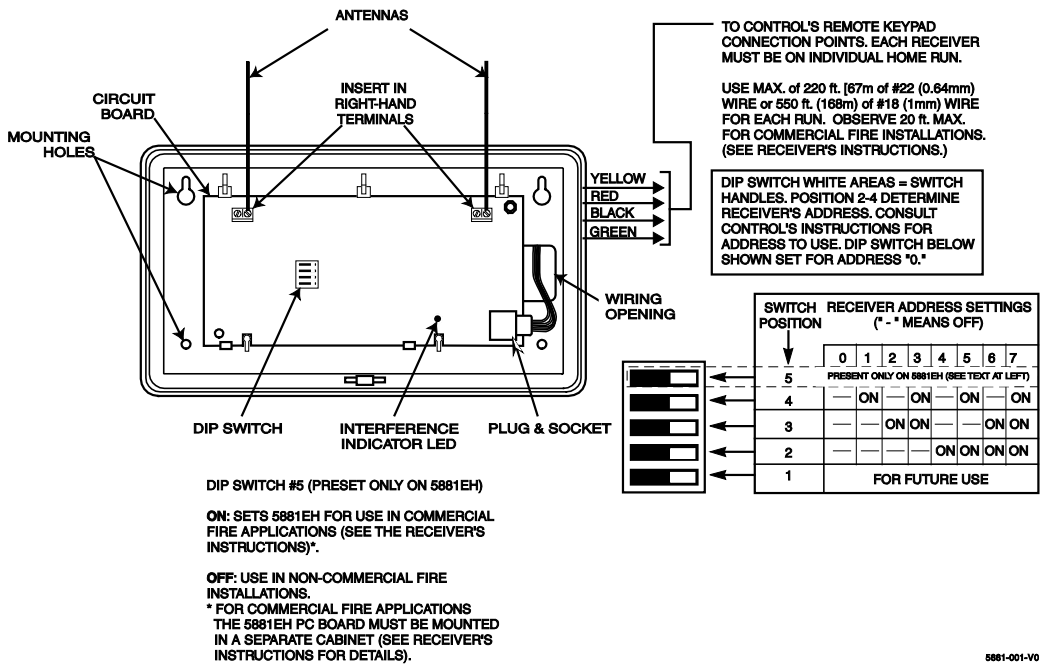 ANTENNAS
CIRCUIT
BOARD
MOUNTING
HOLES
INSERT IN
RIGHT-HAND
TERMINALS
TO CONTROL'S REMOTE KEYPAD
CONNECTION POINTS. EACH RECEIVER
MUST BE ON INDIVIDUAL HOME RUN.
USE MAX. of 220 ft. [67m of #22 (0.64mm)
WIRE or 550 ft. (168m) of #18 (1mm) WIRE
FOR EACH RUN. OBSERVE 20 ft. MAX.
FOR COMMERCIAL FIRE INSTALLATIONS.
(SEE RECEIVER'S INSTRUCTIONS.)
YELLOW
RED
BLACK
GREEN
DIP SWITCH WHITE AREAS = SWITCH
HANDLES. POSITION 2-4 DETERMINE
RECEIVER'S ADDRESS. CONSULT
CONTROL'S INSTRUCTIONS FOR
ADDRESS TO USE. DIP SWITCH BELOW
SHOWN SET FOR ADDRESS "0."
WIRING
OPENING
DIP SWITCH
INTERFERENCE
INDICATOR LED
PLUG & SOCKET
SWITCH
POSITION
RECEIVER ADDRESS SETTINGS
(" - " MEANS OFF)
0 1 2 3 4 5 6 7
5 PRESENT ONLY ON 5881EH (SEE TEXT AT LEFT)
4 — ON — ON — ON — ON
3 — — ON ON — — ON ON
2 — — — — ON ON ON ON
1 FOR FUTURE USE
DIP SWITCH #5 (PRESET ONLY ON 5881EH)
ON: SETS 5881EH FOR USE IN COMMERCIAL
FIRE APPLICATIONS (SEE THE RECEIVER'S
INSTRUCTIONS)*.
OFF: USE IN NON-COMMERCIAL FIRE
INSTALLATIONS.
* FOR COMMERCIAL FIRE APPLICATIONS
THE 5881EH PC BOARD MUST BE MOUNTED
IN A SEPARATE CABINET (SEE RECEIVER'S
INSTRUCTIONS FOR DETAILS).
5881-001-V0